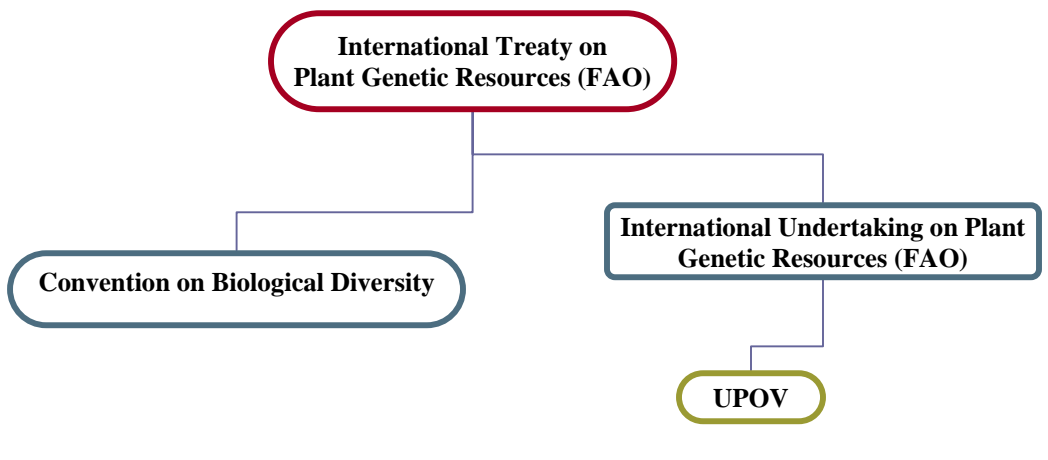 International Treaty on
Plant Genetic Resources (FAO)
International Undertaking on Plant
Genetic Resources (FAO)
Convention on Biological Diversity
UPOV